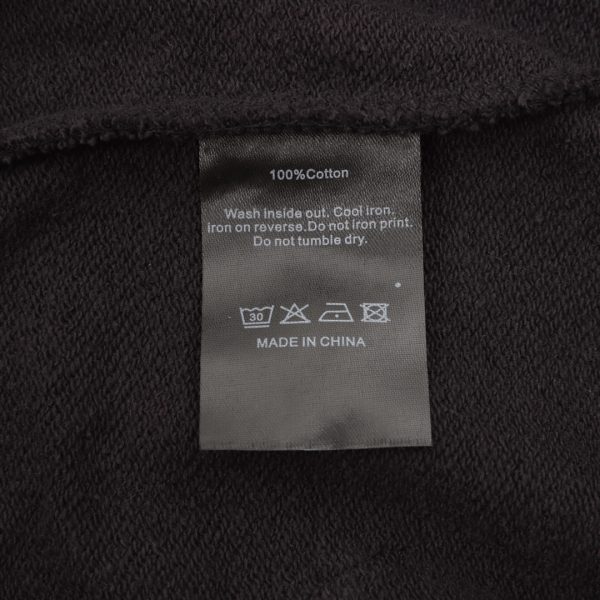 100%Cotton
Wash inside out. Cool iron,
iron on reverse.Do not iron print.
Do not tumble dry.
30
MADE IN CHINA